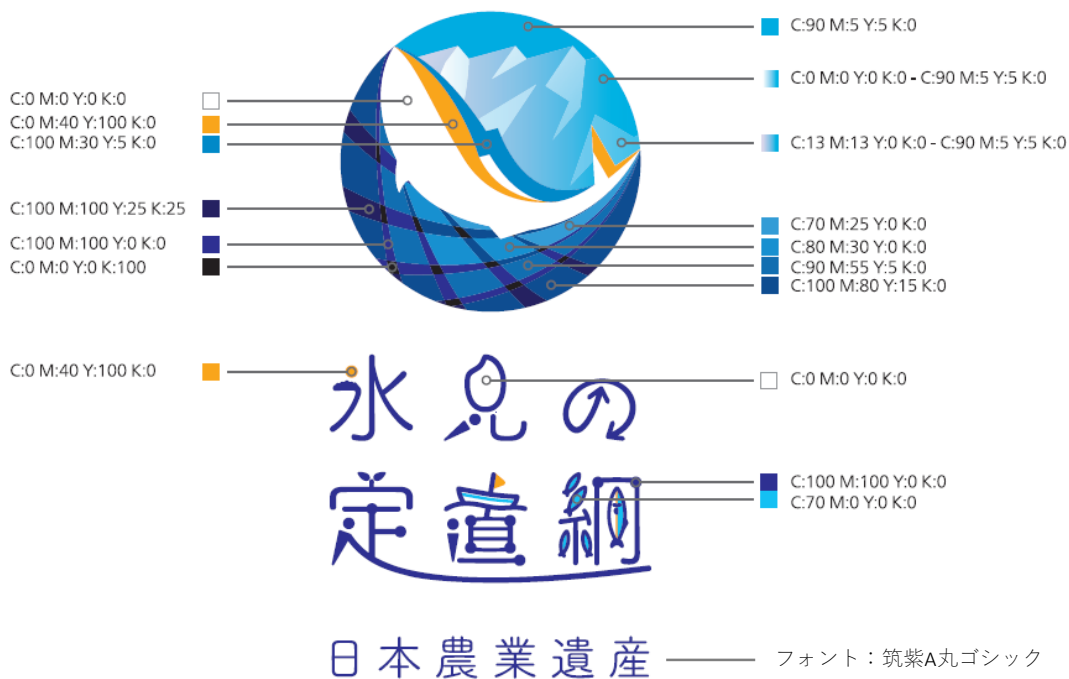 C:90 M:5 Y:5 K:0
C:0 M:0 Y:0 K:0 - C:90 M:5 Y:5 K:0
C:0 M:0 Y:0 K:0
C:0 M:40 Y:100 K:0
C:100 M:30 Y:5 K:0
C:13 M:13 Y:0 K:0 - C:90 M:5 Y:5 K:0
C:100 M:100 Y:25 K:25
C:100 M:100 Y:0 K:0
C:0 M:0 Y:0 K:100
C:70 M:25 Y:0 K:0
C:80 M:30 Y:0 K:0
C:90 M:55 Y:5 K:0
C:100 M:80 Y:15 K:0
C:0 M:40 Y:100 K:0
氷見の
C:0 M:0 Y:0 K:0
定置網
C:100 M:100 Y:0 K:0
C:70 M:0 Y:0 K:0
日本農業遺産
フォント：筑紫A丸ゴシック